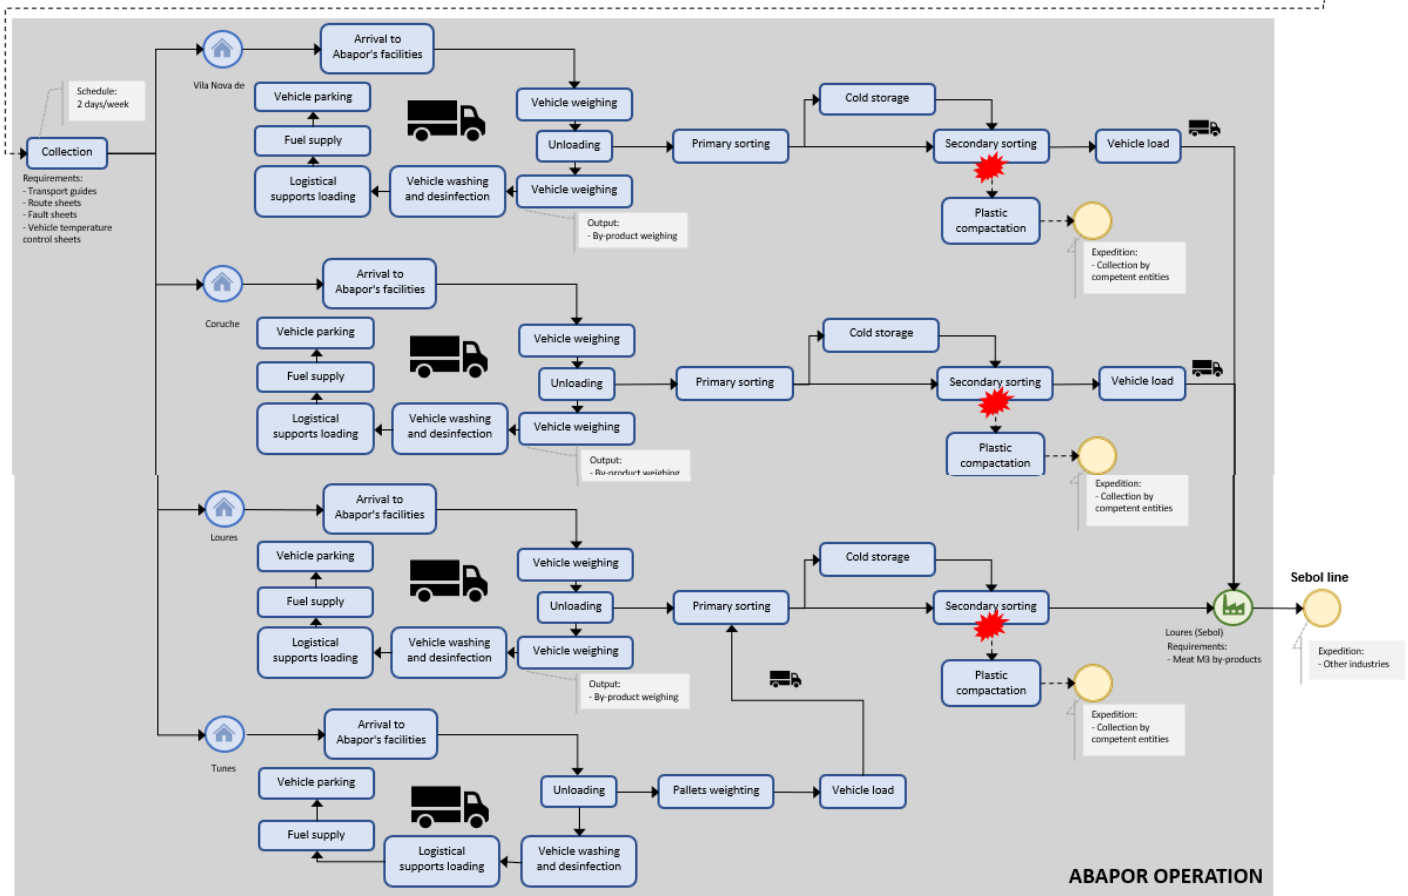 Schedule:
2 days/week
Collection
Requirements:
- Transport guides
- Route sheets
- Fault sheets
- Vehicle temperature
control sheets
Vila Nova de
Arrival to
Abapor's facilities
Vehicle parking
Fuel supply
Logistical
supports loading
Vehicle washing
and desinfection
Vehicle weighing
Unloading
Vehicle weighing
Output:
- By-product weighing
Primary sorting
Cold storage
Secondary sorting
Vehicle load
Plastic
compactation
Expedition:
- Collection by
competent entities
Coruche
Arrival to
Abapor's facilities
Vehicle parking
Fuel supply
Logistical
supports loading
Vehicle washing
and desinfection
Vehicle weighing
Unloading
Vehicle weighing
Output:
- By-product weighing
Primary sorting
Cold storage
Secondary sorting
Vehicle load
Plastic
compactation
Expedition:
- Collection by
competent entities
Loures
Arrival to
Abapor's facilities
Vehicle parking
Fuel supply
Logistical
supports loading
Vehicle washing
and desinfection
Vehicle weighing
Unloading
Vehicle weighing
Output:
- By-product weighing
Primary sorting
Cold storage
Secondary sorting
Plastic
compactation
Expedition:
- Collection by
competent entities
Loures (Sebol)
Requirements:
- Meat M3 by-products
Sebol line
Expedition:
- Other industries
Tunes
Arrival to
Abapor's facilities
Vehicle parking
Fuel supply
Logistical
supports loading
Vehicle washing
and desinfection
Unloading
Pallets weighting
Vehicle load
ABAPOR OPERATION